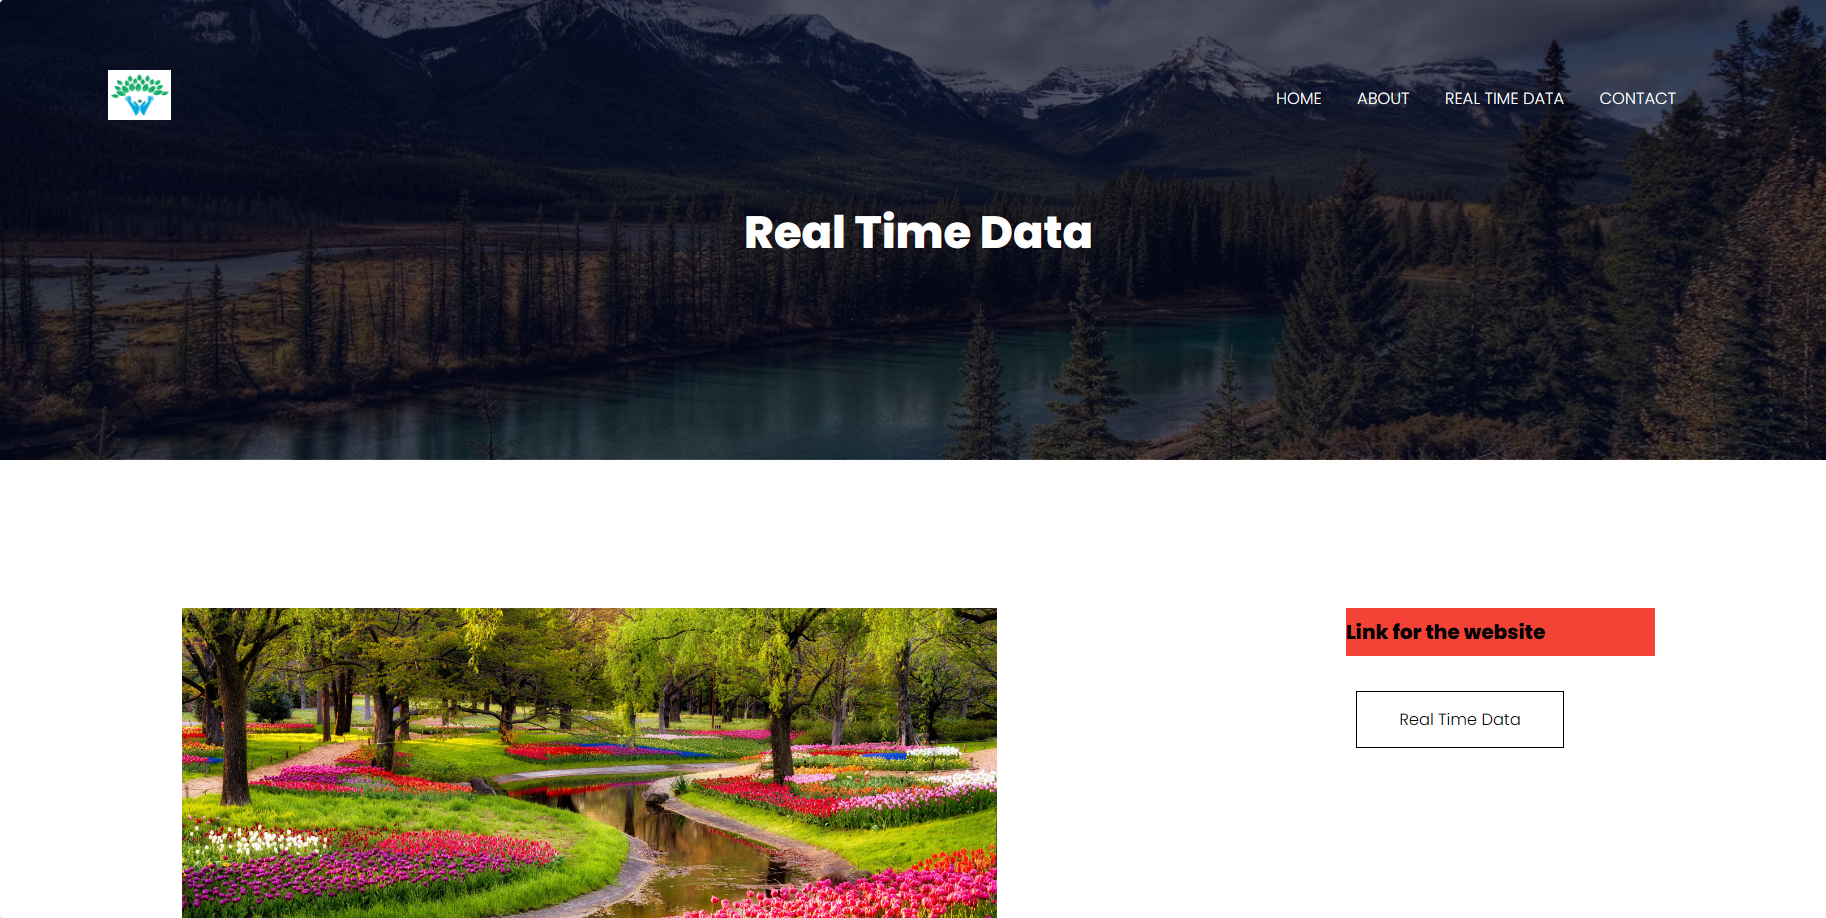 HOME ABOUT REAL TIME DATA CONTACT
Real Time Data
Link for the website
Real Time Data